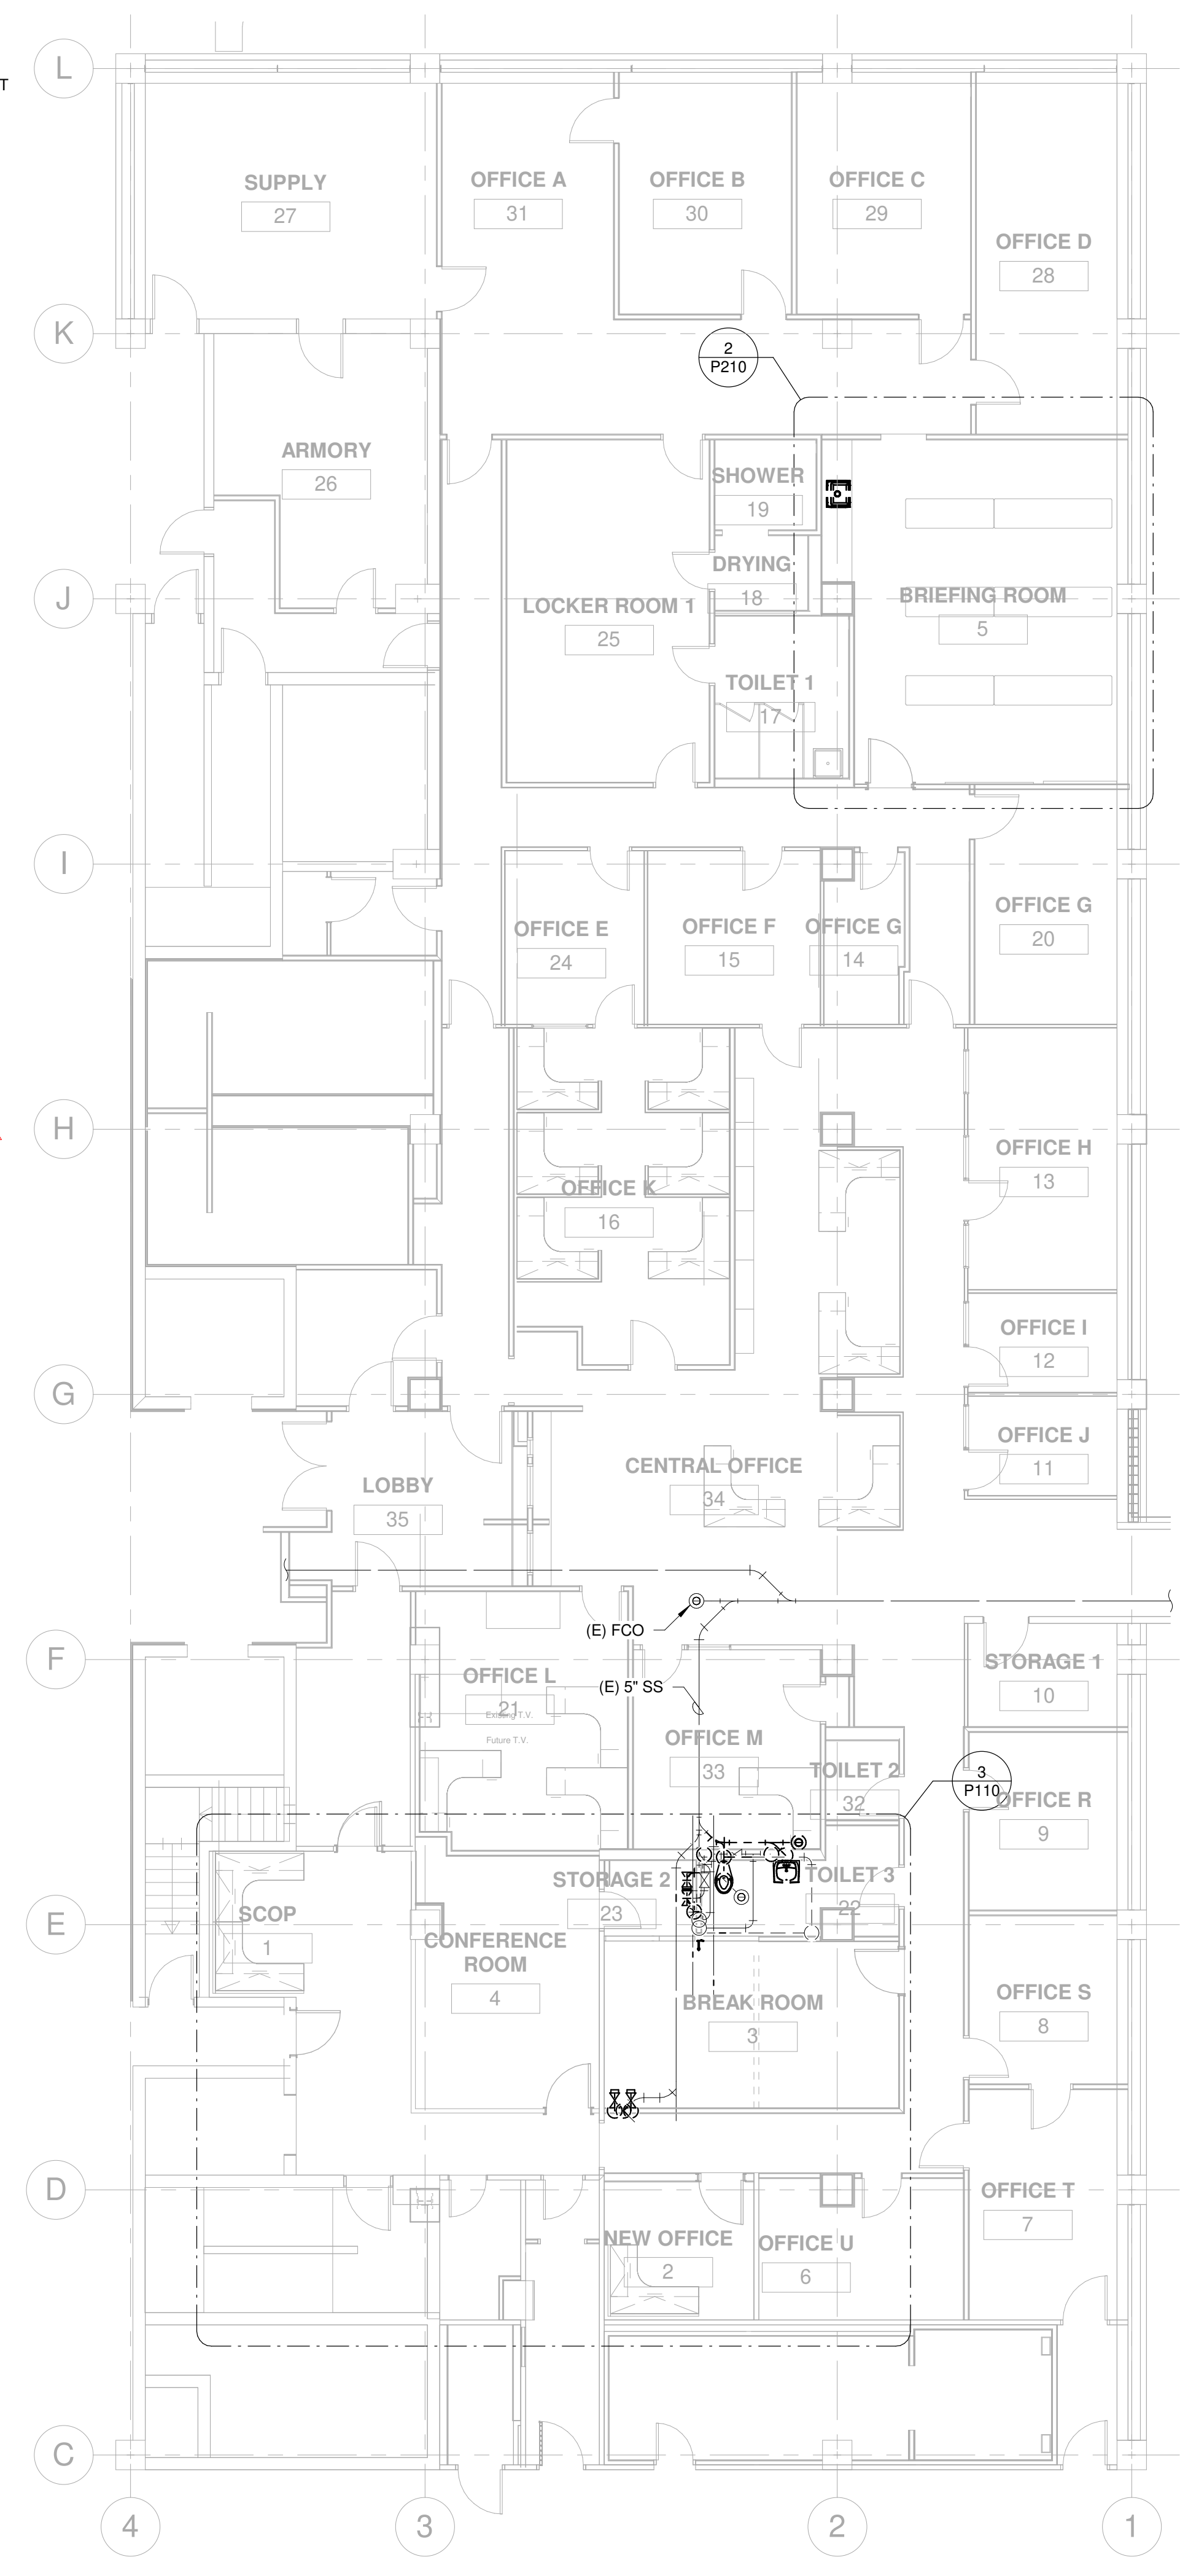 L
T
SUPPLY
27
OFFICE A
31
OFFICE B
30
OFFICE C
29
OFFICE D
28
K
2
P210
ARMORY
26
SHOWER
19
DRYING
18
J
LOCKER ROOM 1
25
BRIEFING ROOM
5
TOILET 1
17
I
OFFICE E
24
OFFICE F
15
OFFICE G
14
OFFICE G
20
H
OFFICE H
13
OFFICE K
16
OFFICE I
12
G
OFFICE J
11
CENTRAL OFFICE
34
LOBBY
35
(E) FCO
F
STORAGE 1
10
OFFICE L
21
Existing T.V.
Future T.V.
(E) 5" SS
OFFICE M
33
TOILET 2
32
3
P110
OFFICE R
9
STORAGE 2
23
TOILET 3
22
E
SCOP
1
CONFERENCE
ROOM
4
BREAK ROOM
3
OFFICE S
8
D
OFFICE T
7
NEW OFFICE
2
OFFICE U
6
C
4
3
2
1